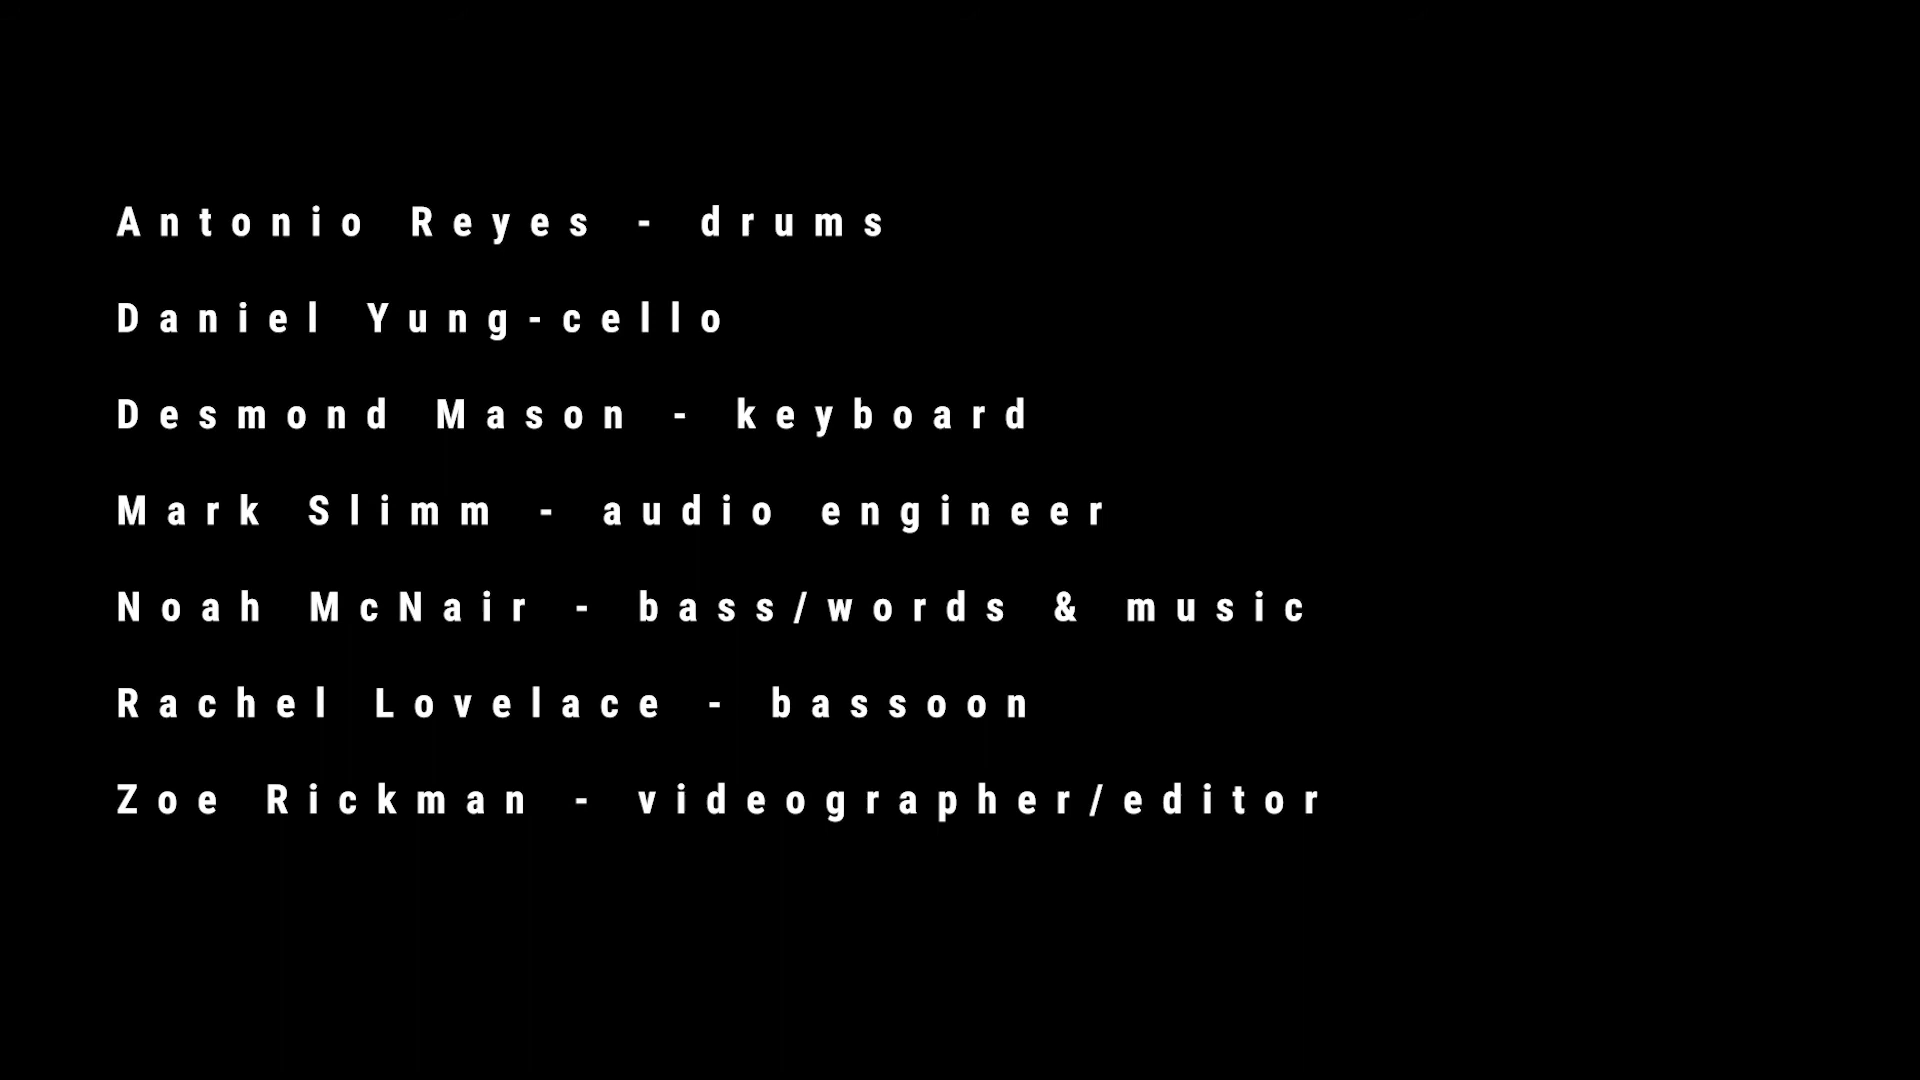 Antonio Reyes - drums
Daniel Yung-cello
Desmond Mason - keyboard
Mark Slimm - audio engineer
Noah McNair - bass/words & music
Rachel Lovelace - bassoon
Zoe Rickman - videographer/editor